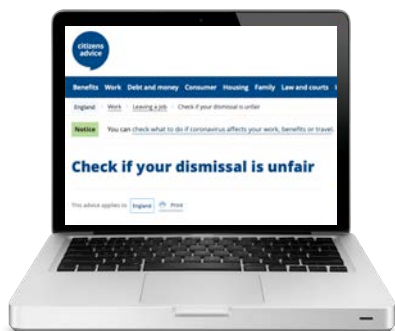 citizens
advice
Benefits Work Debt and money Consumer Housing Family Law and courts
England Work Leaving a job Check if your dismissal is unfair
Notice You can check what to do if coronavirus affects your work, benefits or travel.
Check if your dismissal is unfair
This advice applies to England Print